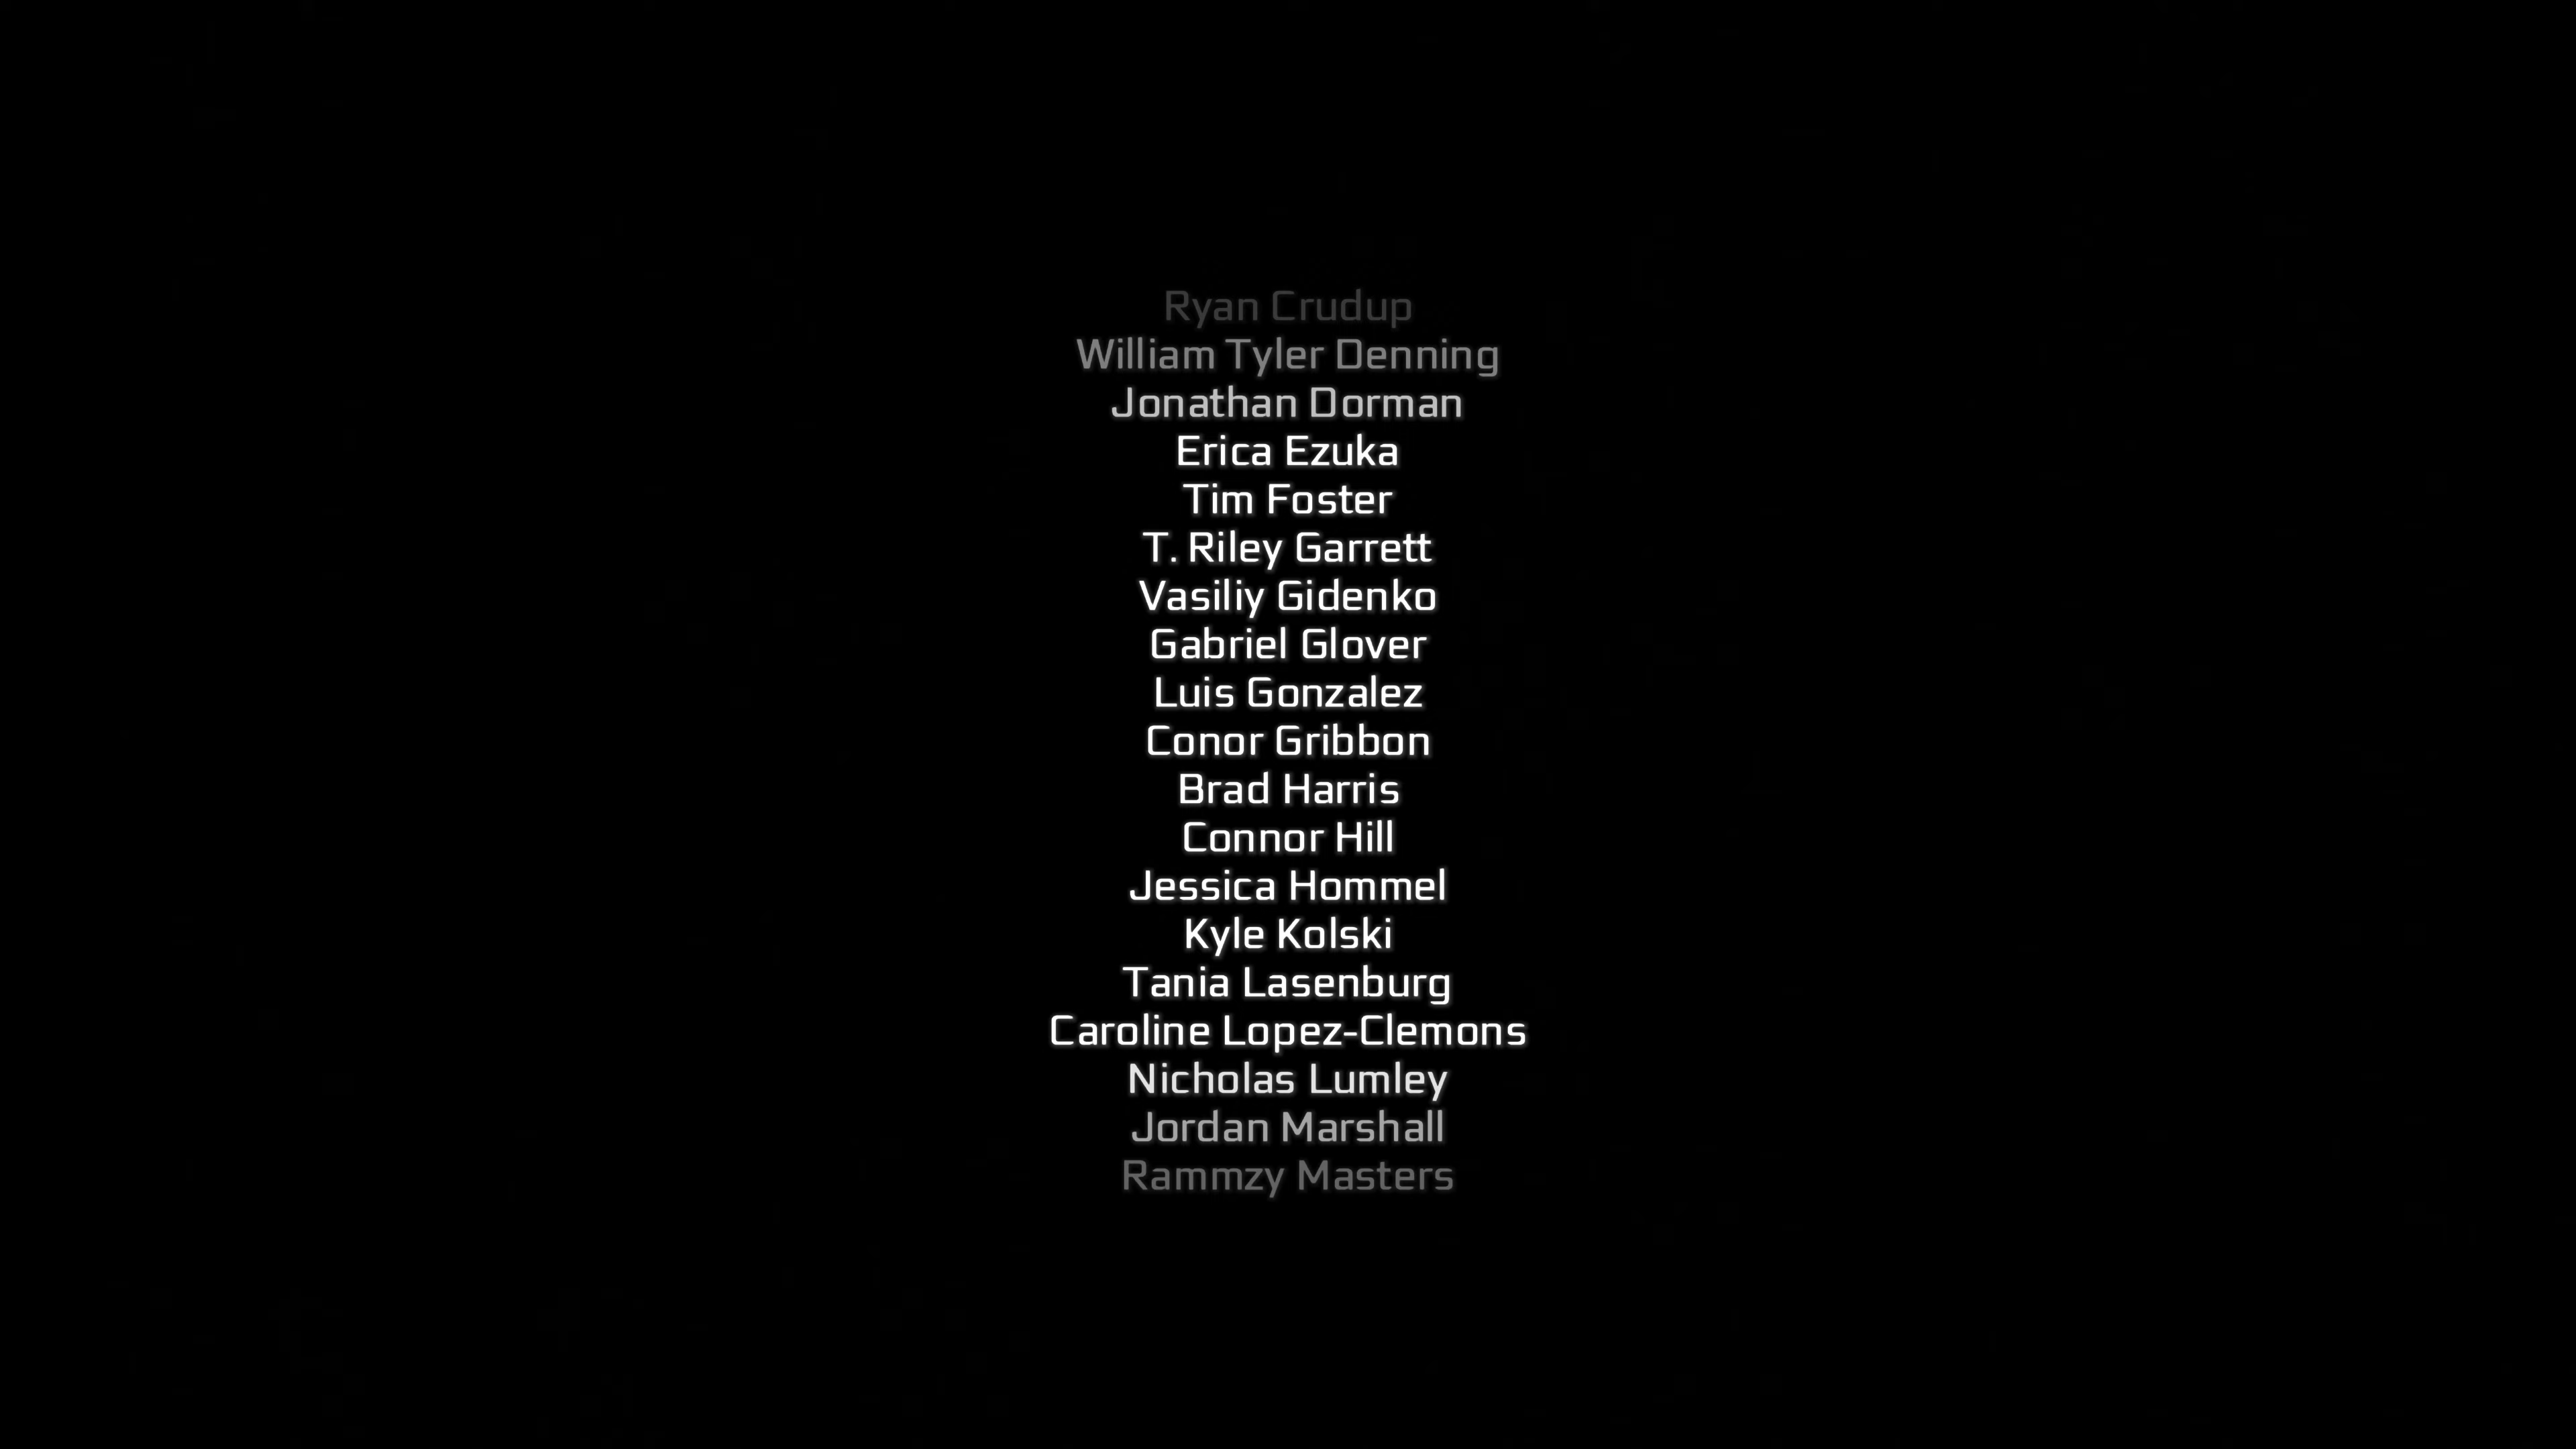 Ryan Crudup
William Tyler Denning
Jonathan Dorman
Erica Ezuka
Tim Foster
T. Riley Garrett
Vasiliy Gidenko
Gabriel Glover
Luis Gonzalez
Conor Gribbon
Brad Harris
Connor Hill
Jessica Hommel
Kyle Kolski
Tania Lasenburg
Caroline Lopez-Clemons
Nicholas Lumley
Jordan Marshall
Rammzy Masters